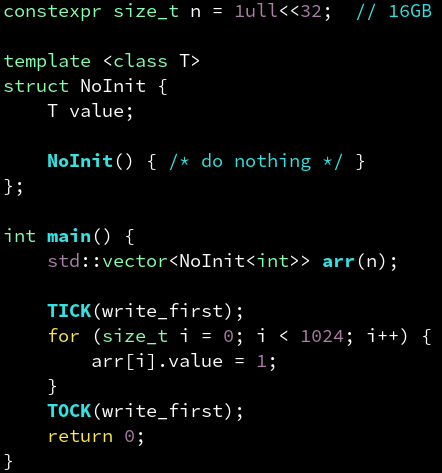 constexpr size_t n = 1ull<<32;  // 16GB

template <class T>
struct NoInit {
    T value;

    NoInit() { /* do nothing */ }
};

int main() {
    std::vector<NoInit<int>> arr(n);

    TICK(write_first);
    for (size_t i = 0; i < 1024; i++) {
        arr[i].value = 1;
    }
    TOCK(write_first);
    return 0;
}